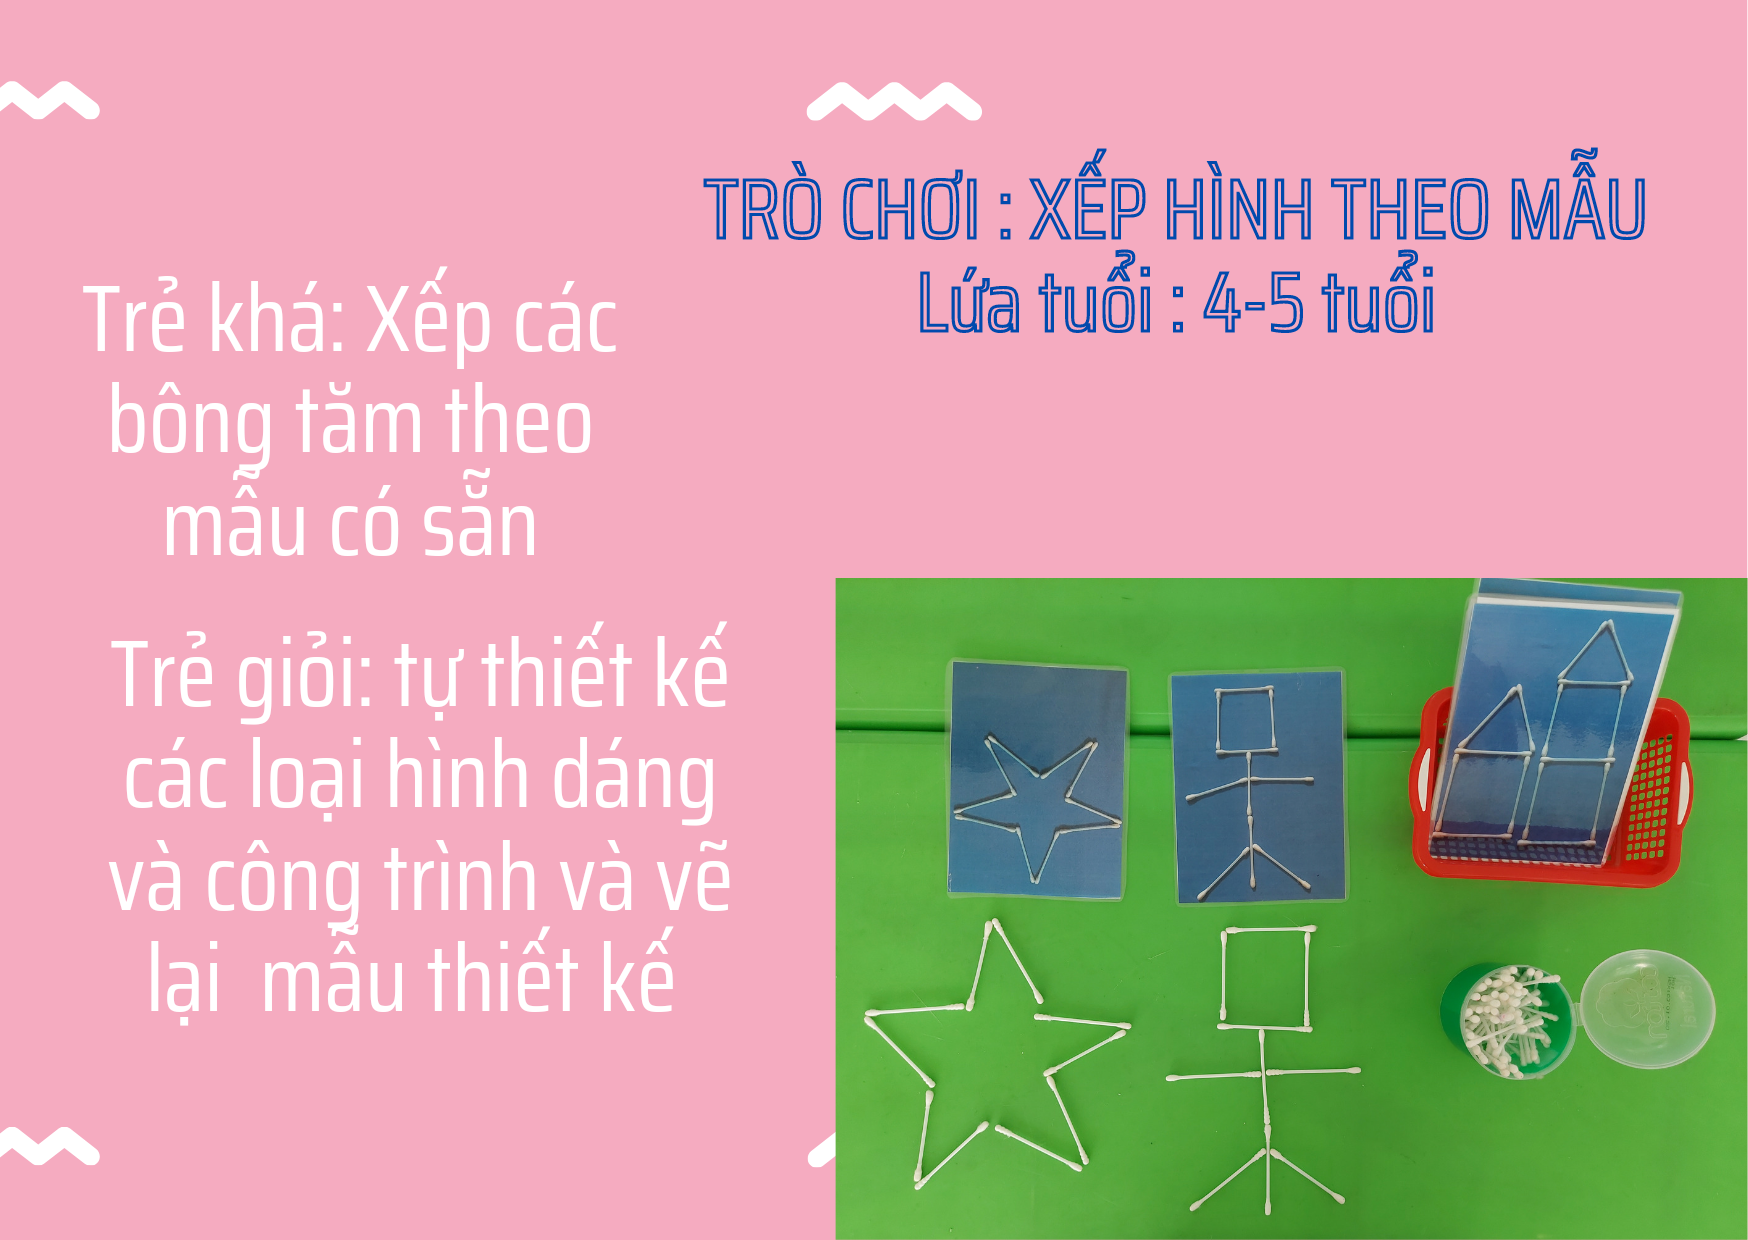 TRÒ CHƠI : XẾP HÌNH THEO MẪU
Lứa tuổi : 4-5 tuổi
Trẻ khá: Xếp các
bông tăm theo
mẫu có sẵn
Trẻ giỏi: tự thiết kế
các loại hình dáng
và công trình và vẽ
lại  mẫu thiết kế